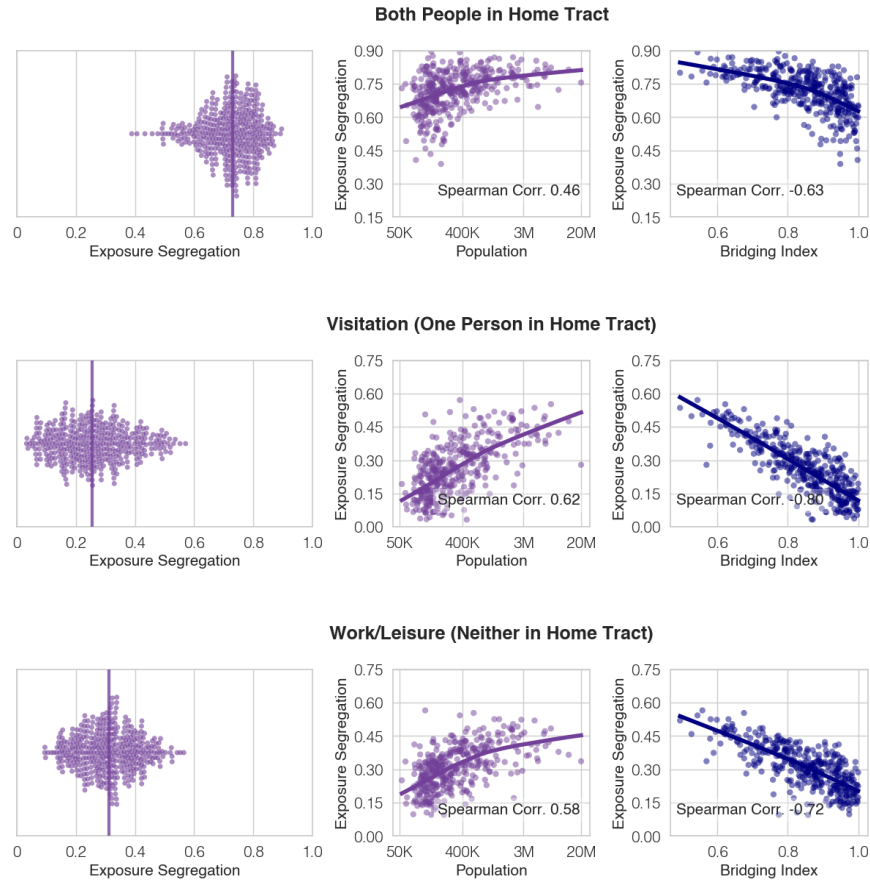 Both People in Home Tract
0 0.2 0.4 0.6 0.8 1.0
Exposure Segregation
0.90
0.75
0.60
0.45
0.30
0.15
Exposure Segregation
Spearman Corr. 0.46
50K 400K 3M 20M
Population
0.90
0.75
0.60
0.45
0.30
0.15
Exposure Segregation
Spearman Corr. -0.63
0.6 0.8 1.0
Bridging Index
Visitation (One Person in Home Tract)
0 0.2 0.4 0.6 0.8 1.0
Exposure Segregation
0.75
0.60
0.45
0.30
0.15
0.00
Exposure Segregation
Spearman Corr. 0.62
50K 400K 3M 20M
Population
0.75
0.60
0.45
0.30
0.15
0.00
Exposure Segregation
Spearman Corr. -0.80
0.6 0.8 1.0
Bridging Index
Work/Leisure (Neither in Home Tract)
0 0.2 0.4 0.6 0.8 1.0
Exposure Segregation
0.75
0.60
0.45
0.30
0.15
0.00
Exposure Segregation
Spearman Corr. 0.58
50K 400K 3M 20M
Population
0.75
0.60
0.45
0.30
0.15
0.00
Exposure Segregation
Spearman Corr. -0.72
0.6 0.8 1.0
Bridging Index